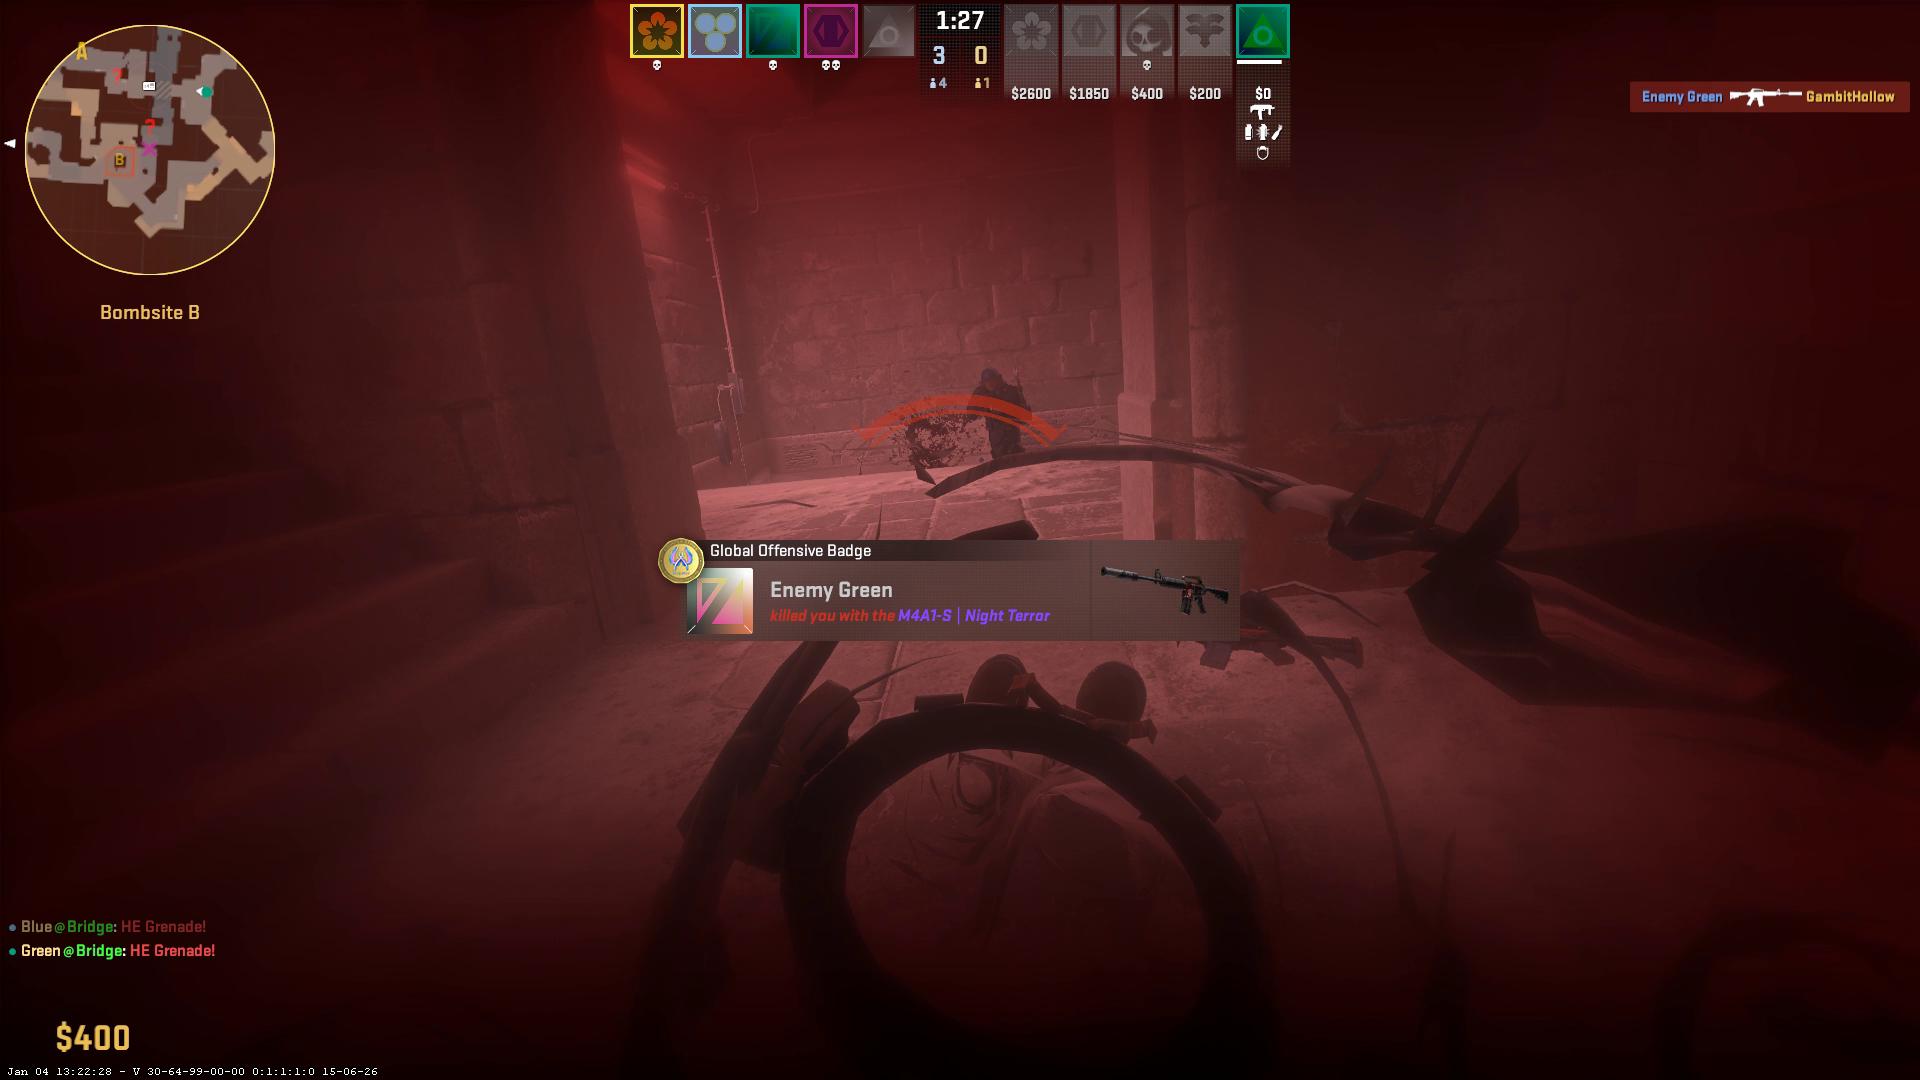 1:27
3 0
4 1
$2600 $1850 $400 $200 $0
Enemy Green GambitHollow
A
?
?
B
Bombsite B
Global Offensive Badge
Enemy Green
killed you with the M4A1-S | Night Terror
Blue@Bridge: HE Grenade!
Green@Bridge: HE Grenade!
$400
Jan 04 13:22:28 - V 30-64-99-00-00 0:1:1:1:0 15-06-26